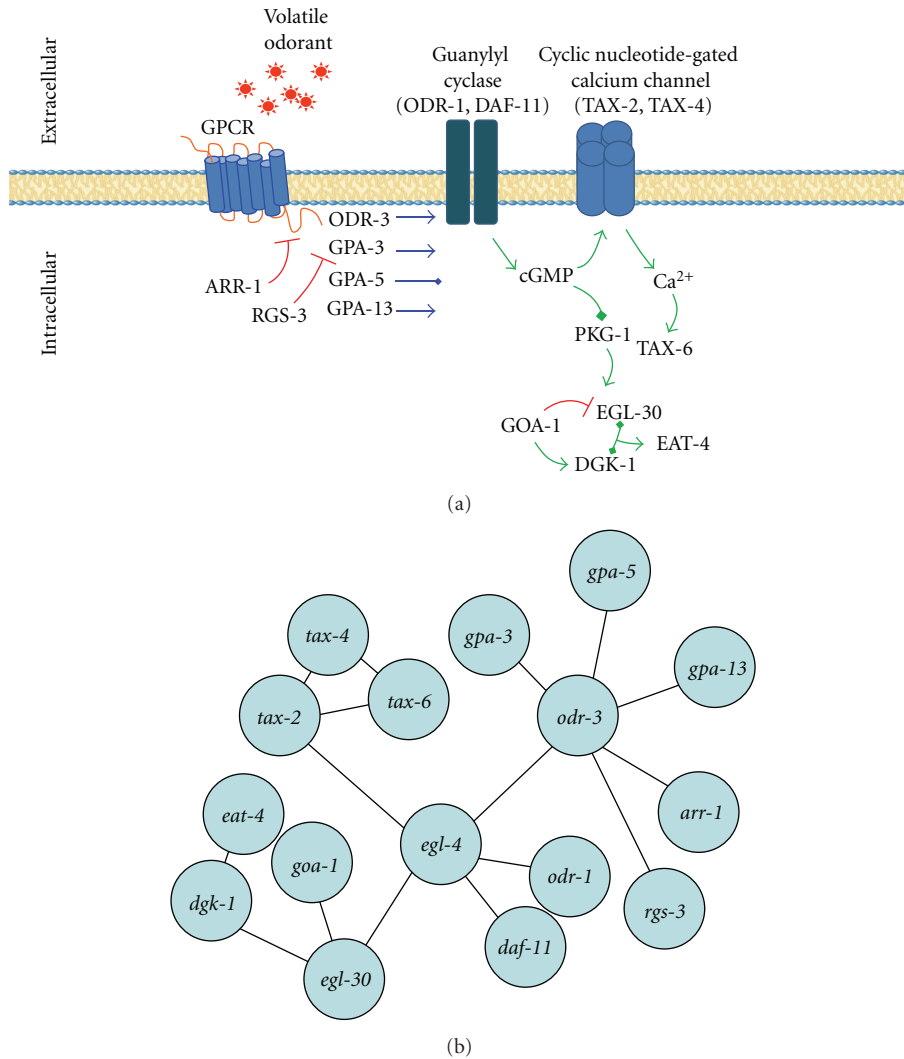 Volatile
odorant
Extracellular
Guanylyl
cyclase
(ODR-1, DAF-11)
Cyclic nucleotide-gated
calcium channel
(TAX-2, TAX-4)
GPCR
Intracellular
ODR-3
GPA-3
GPA-5
GPA-13
ARR-1
RGS-3
cGMP
Ca2+
PKG-1
TAX-6
GOA-1
EGL-30
EAT-4
DGK-1
(a)
gpa-5
tax-4
gpa-3
gpa-13
tax-6
tax-2
odr-3
eat-4
arr-1
egl-4
goa-1
odr-1
dgk-1
rgs-3
daf-11
egl-30
(b)